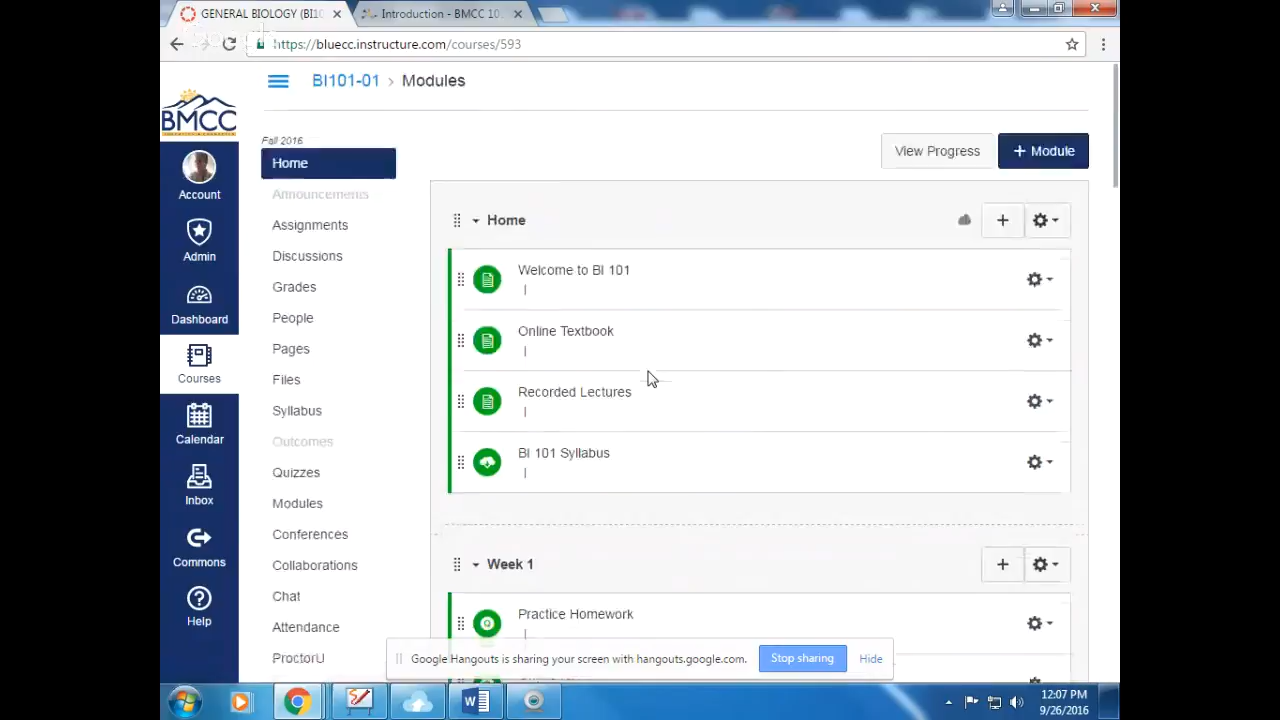 GENERAL BIOLOGY (BI10
Introduction - BMCC 10
https://bluecc.instructure.com/courses/593
BMCC
BI101-01 > Modules
Fall 2016
Home
View Progress
+ Module
Account
Admin
Dashboard
Courses
Calendar
Inbox
Commons
Help
Announcements
Assignments
Discussions
Grades
People
Pages
Files
Syllabus
Outcomes
Quizzes
Modules
Conferences
Collaborations
Chat
Attendance
ProctorU
Home
Welcome to BI 101
Online Textbook
Recorded Lectures
BI 101 Syllabus
Week 1
Practice Homework
Google Hangouts is sharing your screen with hangouts.google.com.
Stop sharing
Hide
12:07 PM
9/26/2016